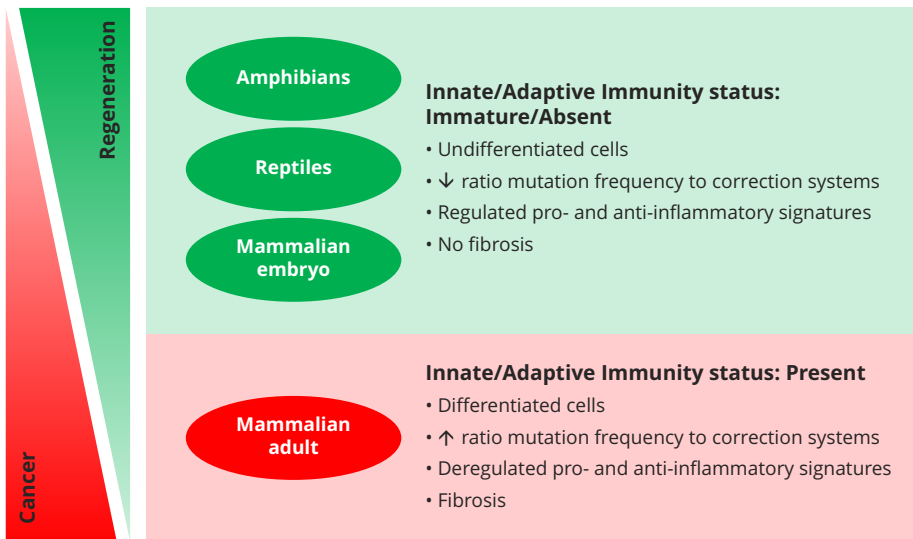 Regeneration
Cancer
Amphibians
Reptiles
Mammalian
embryo
Innate/Adaptive Immunity status:
Immature/Absent
• Undifferentiated cells
• ↓ ratio mutation frequency to correction systems
• Regulated pro- and anti-inflammatory signatures
• No fibrosis
Mammalian
adult
Innate/Adaptive Immunity status: Present
• Differentiated cells
• ↑ ratio mutation frequency to correction systems
• Deregulated pro- and anti-inflammatory signatures
• Fibrosis